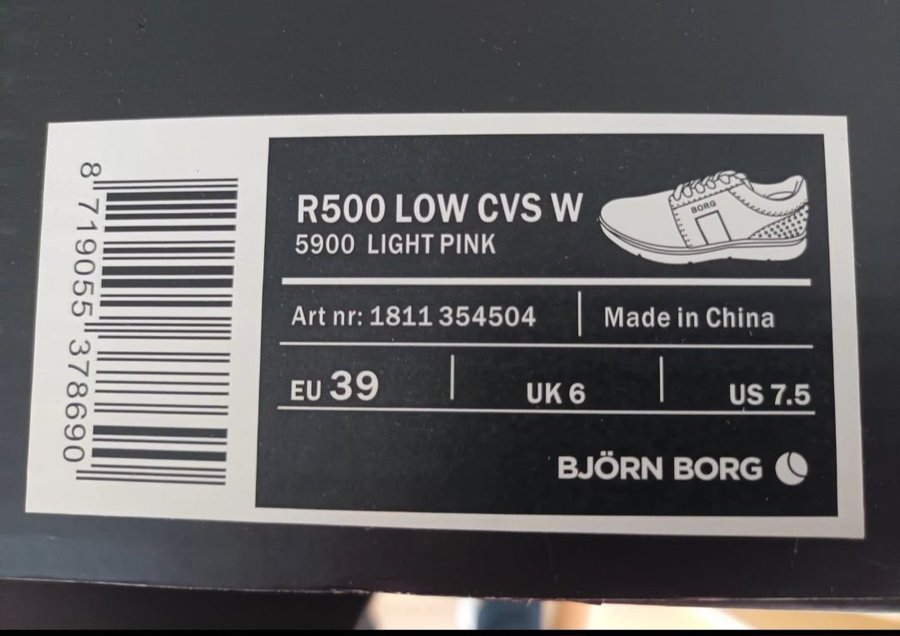 8 719055 378690
R500 LOW CVS W
BORG
5900 LIGHT PINK
Art nr: 1811 354504 Made in China
EU 39 UK 6 US 7.5
BJÖRN BORG